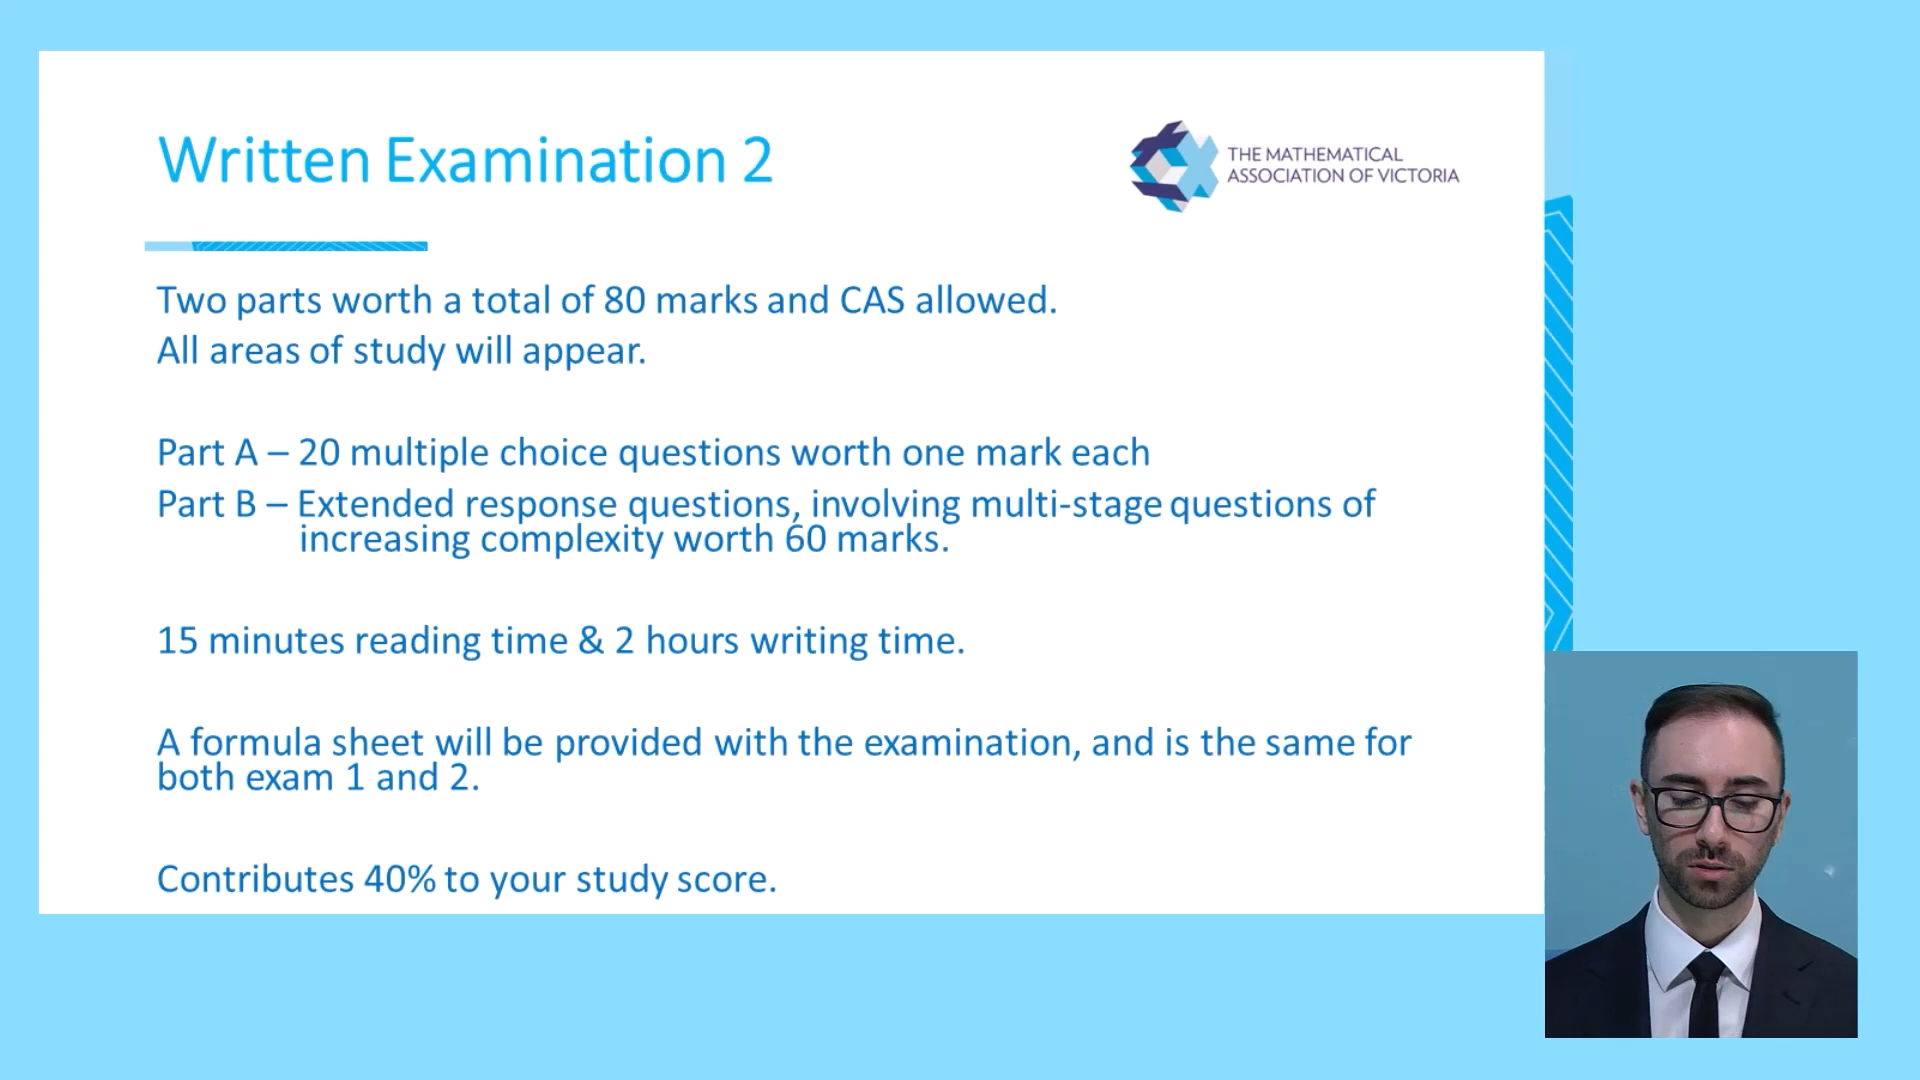 Written Examination 2
THE MATHEMATICAL
ASSOCIATION OF VICTORIA
Two parts worth a total of 80 marks and CAS allowed.
All areas of study will appear.
Part A – 20 multiple choice questions worth one mark each
Part B – Extended response questions, involving multi-stage questions of
increasing complexity worth 60 marks.
15 minutes reading time & 2 hours writing time.
A formula sheet will be provided with the examination, and is the same for
both exam 1 and 2.
Contributes 40% to your study score.